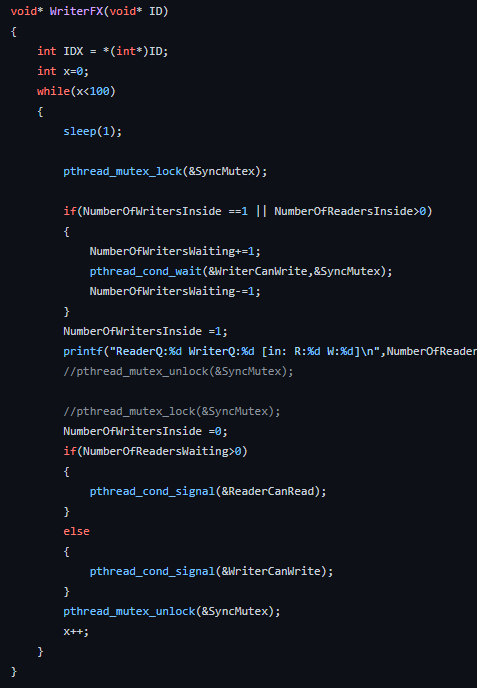 void* WriterFX(void* ID)
{
    int IDX = *(int*)ID;
    int x=0;
    while(x<100)
    {
        sleep(1);

        pthread_mutex_lock(&SyncMutex);

        if(NumberOfWritersInside ==1 || NumberOfReadersInside>0)
        {
            NumberOfWritersWaiting+=1;
            pthread_cond_wait(&WriterCanWrite,&SyncMutex);
            NumberOfWritersWaiting-=1;
        }
        NumberOfWritersInside =1;
        printf("ReaderQ:%d WriterQ:%d [in: R:%d W:%d]\n",NumberOfReader
        //pthread_mutex_unlock(&SyncMutex);

        //pthread_mutex_lock(&SyncMutex);
        NumberOfWritersInside =0;
        if(NumberOfReadersWaiting>0)
        {
            pthread_cond_signal(&ReaderCanRead);
        }
        else
        {
            pthread_cond_signal(&WriterCanWrite);
        }
        pthread_mutex_unlock(&SyncMutex);
        x++;
    }
}